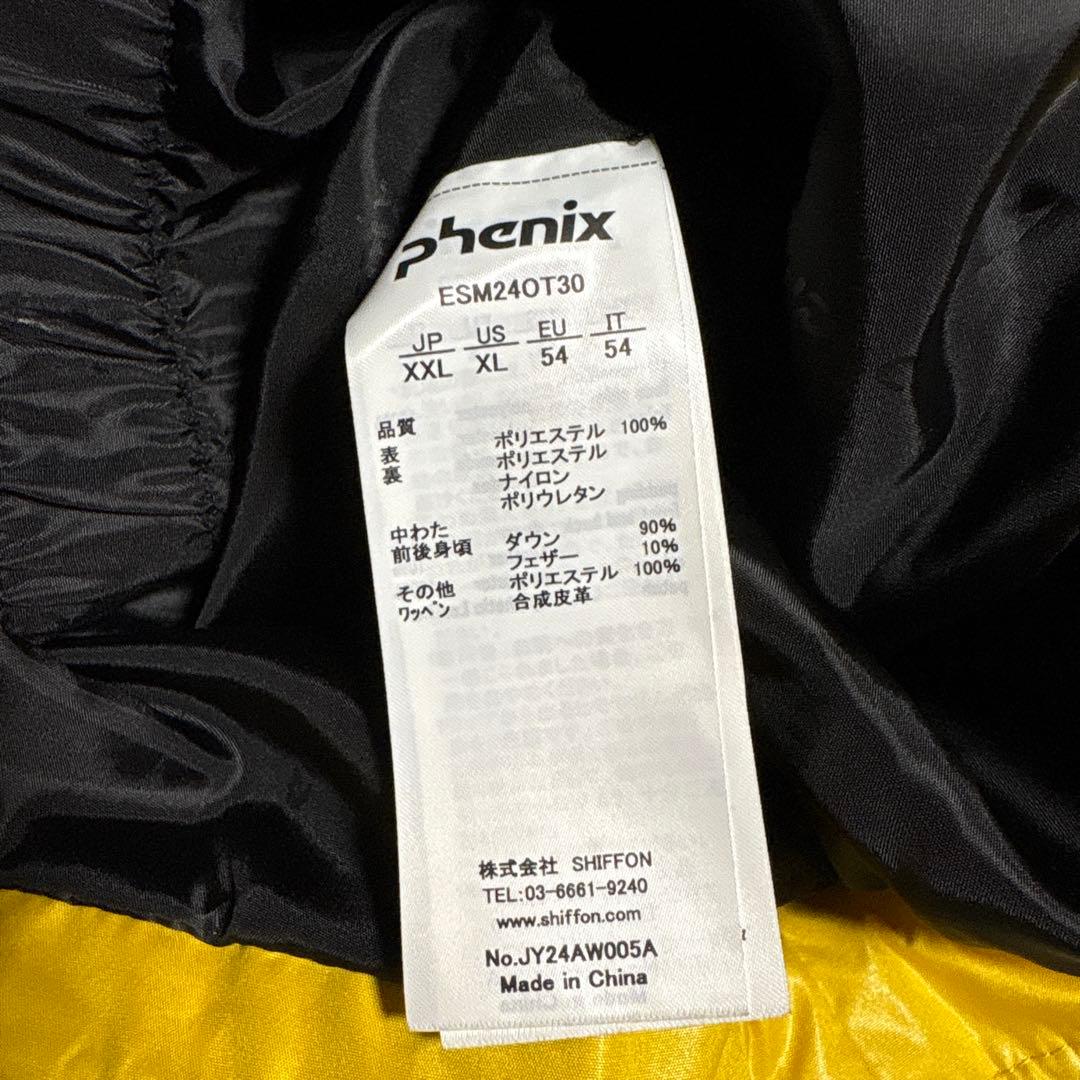 phenix
ESM24OT30
JP US EU IT
XXL XL 54 54
品質
表 ポリエステル 100%
裏 ポリエステル
ナイロン
ポリウレタン
中わた
前後身頃 ダウン 90%
フェザー 10%
その他 ポリエステル 100%
ワッペン 合成皮革
株式会社 SHIFFON
TEL:03-6661-9240
www.shiffon.com
No.JY24AW005A
Made in China